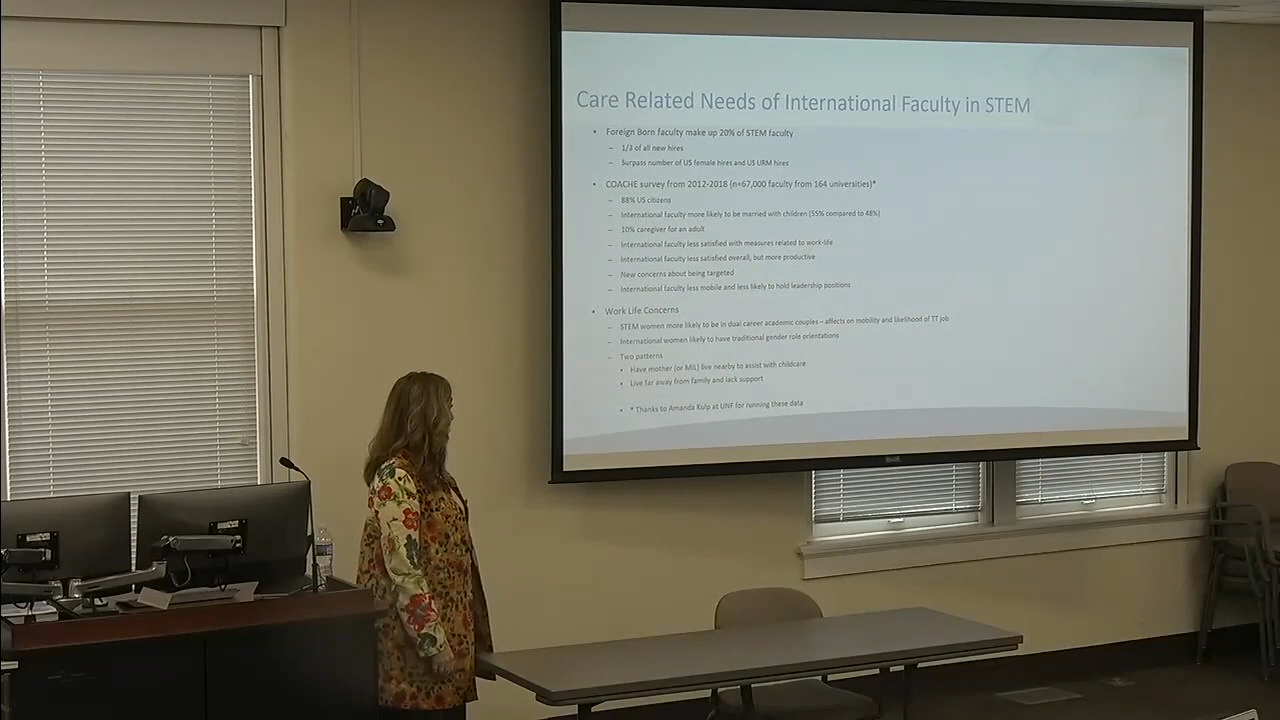 Care Related Needs of International Faculty in STEM
• Foreign Born faculty make up 20% of STEM faculty
– 1/3 of all new hires
– Surpass number of US female hires and US URM hires
• COACHE survey from 2012-2018 (n=67,000 faculty from 164 universities)*
– 88% US citizens
– International faculty more likely to be married with children (55% compared to 48%)
– 10% caregiver for an adult
– International faculty less satisfied with measures related to work-life
– International faculty less satisfied overall, but more productive
– New concerns about being targeted
– International faculty less mobile and less likely to hold leadership positions
• Work Life Concerns
– STEM women more likely to be in dual career academic couples – affects on mobility and likelihood of TT job
– International women likely to have traditional gender role orientations
– Two patterns
• Have mother (or MIL) live nearby to assist with childcare
• Live far away from family and lack support
• * Thanks to Amanda Kulp at UNF for running these data